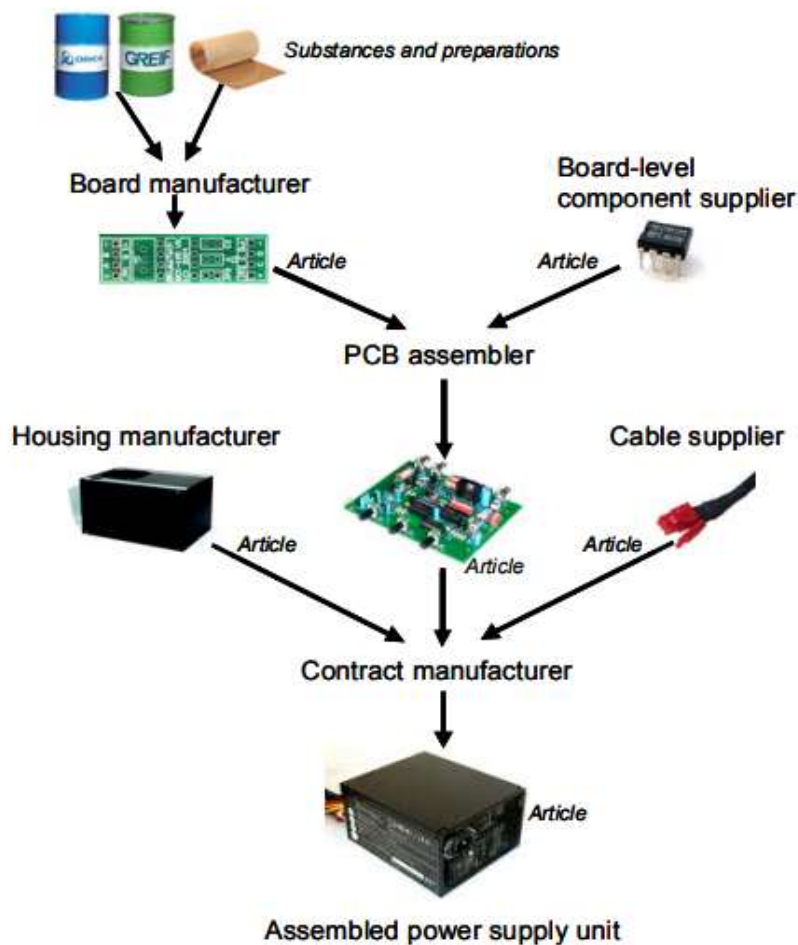 Substances and preparations
GREIF
Board manufacturer
Board-level
component supplier
Article
Article
PCB assembler
Housing manufacturer
Cable supplier
Article
Article
Article
Contract manufacturer
Article
Assembled power supply unit